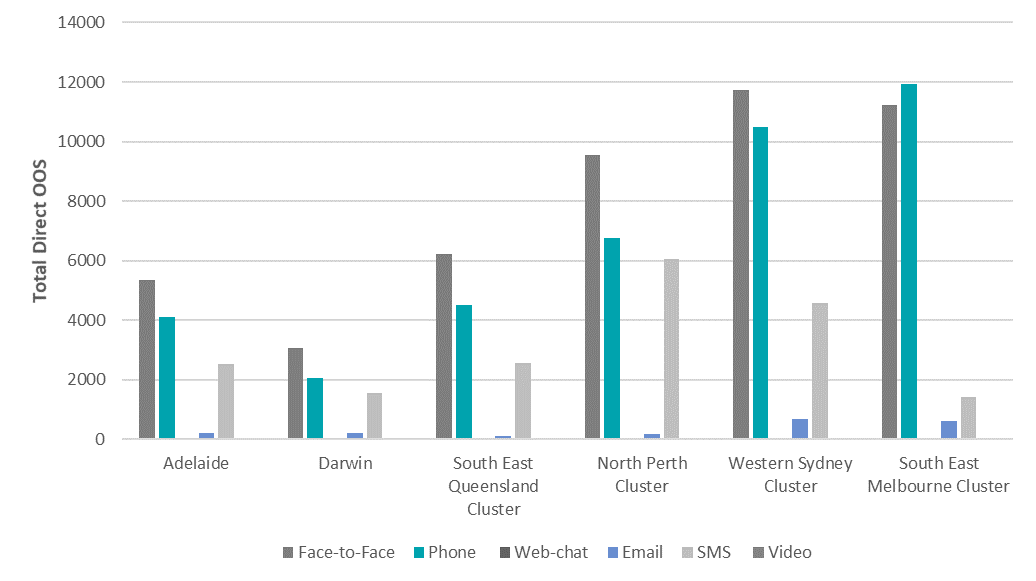 14000
12000
10000
8000
6000
4000
2000
0
Total Direct OOS
Adelaide
Darwin
South East
Queensland
Cluster
North Perth
Cluster
Western Sydney
Cluster
South East
Melbourne Cluster
Face-to-Face Phone Web-chat Email SMS Video